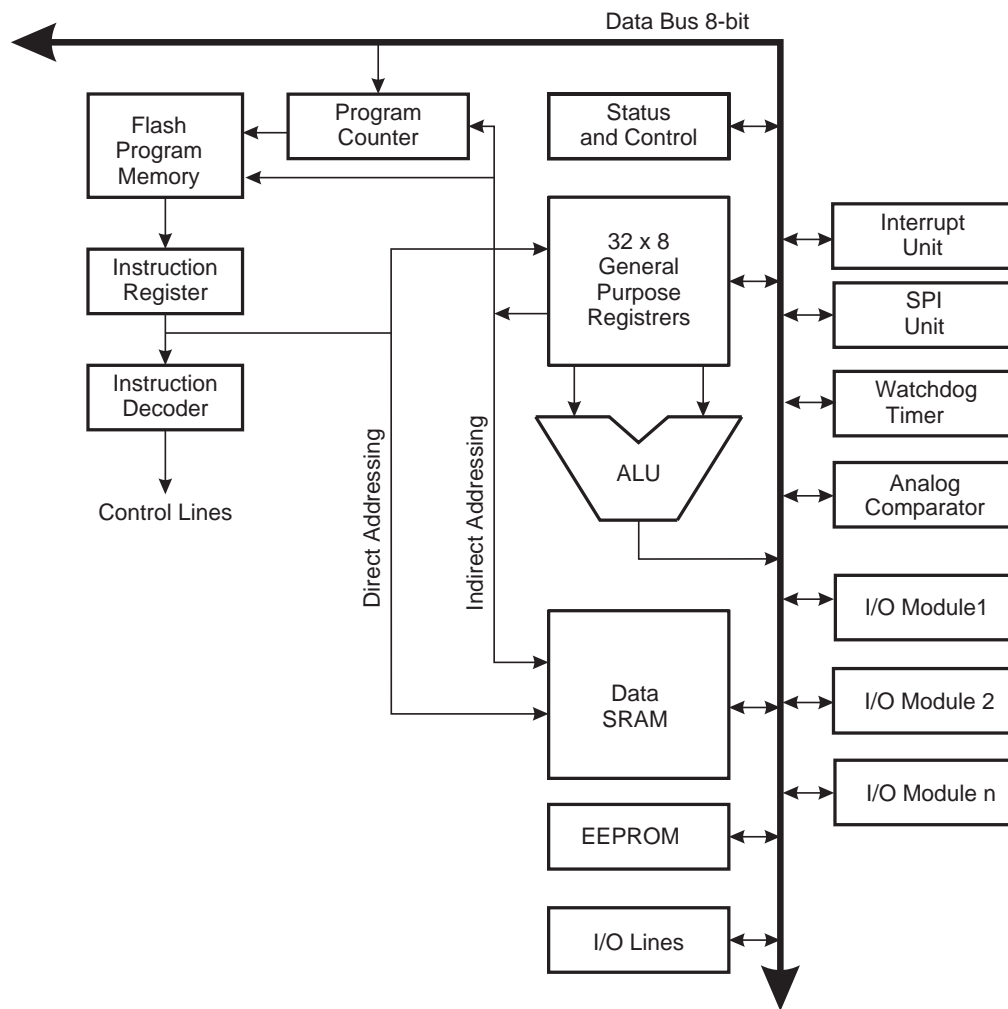 Data Bus 8-bit
Flash
Program
Memory
Program
Counter
Status
and Control
32 x 8
General
Purpose
Registrers
Interrupt
Unit
Instruction
Register
SPI
Unit
Instruction
Decoder
Watchdog
Timer
Control Lines
Direct Addressing
Indirect Addressing
ALU
Analog
Comparator
I/O Module1
Data
SRAM
I/O Module 2
I/O Module n
EEPROM
I/O Lines